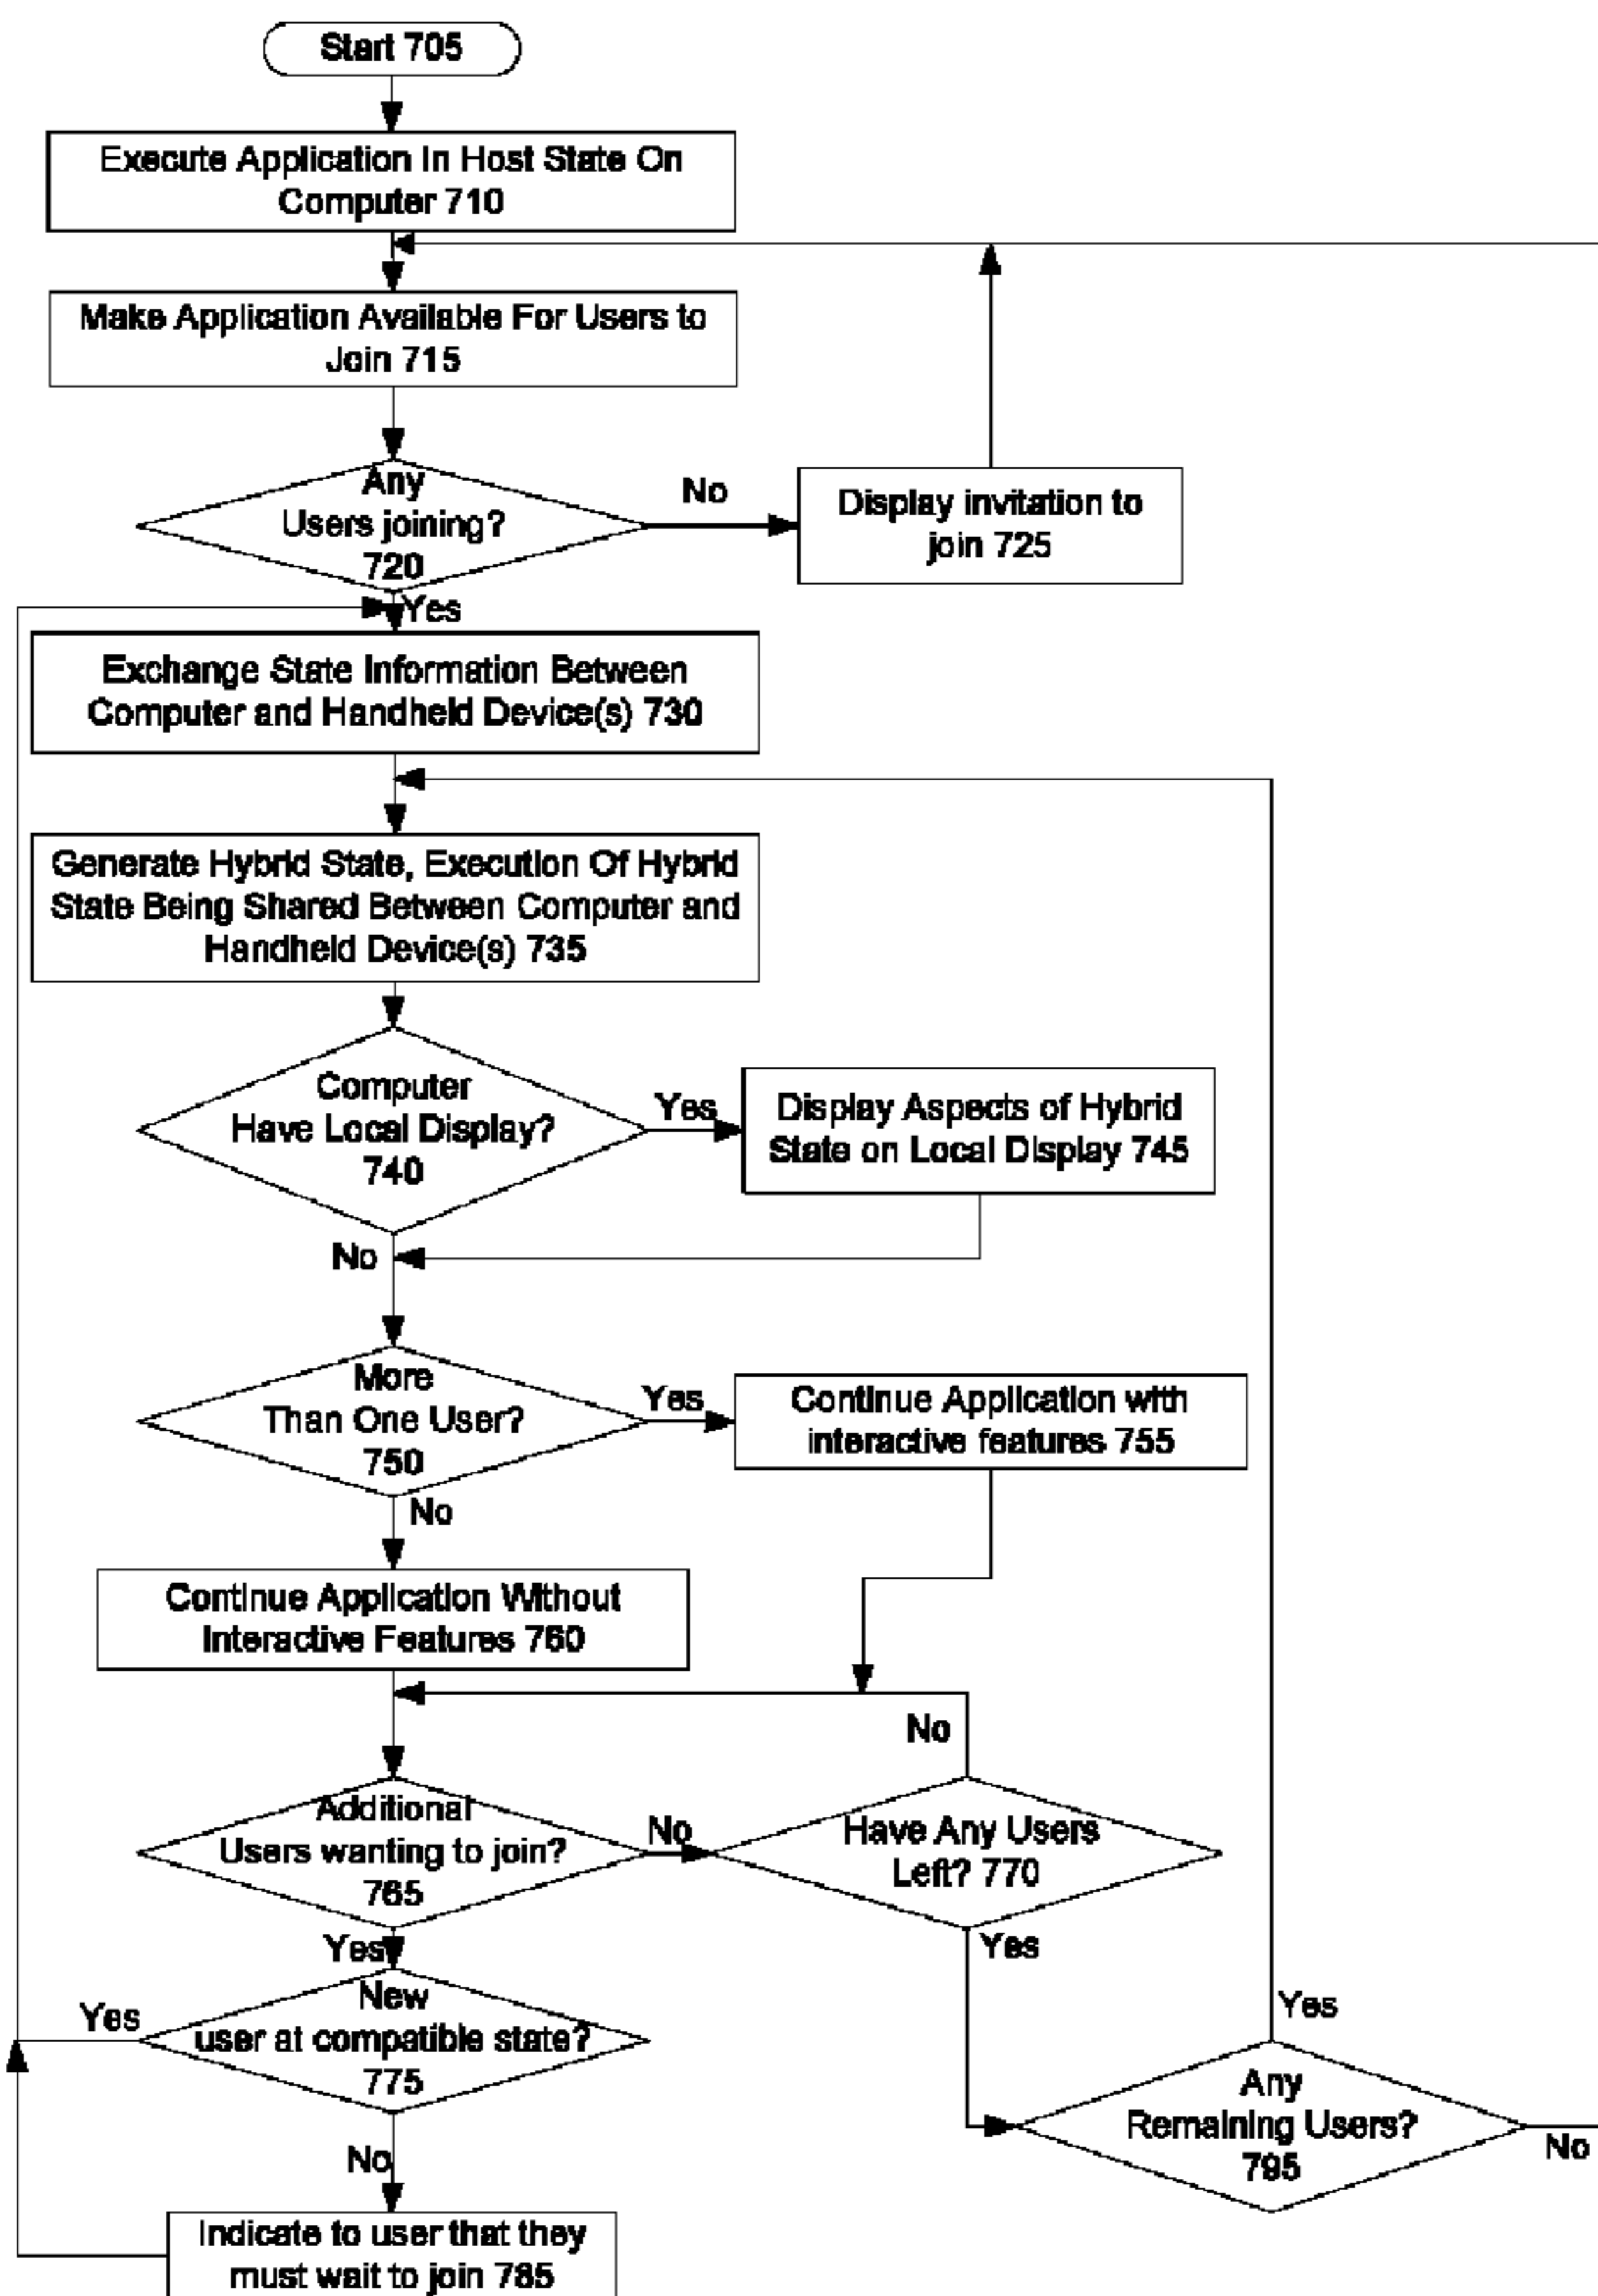 Start 705
Execute Application In Host State On
Computer 710
Make Application Available For Users to
Join 715
Any
Users joining?
720
No
Display invitation to
join 725
Yes
Exchange State Information Between
Computer and Handheld Device(s) 730
Generate Hybrid State, Execution Of Hybrid
State Being Shared Between Computer and
Handheld Device(s) 735
Computer
Have Local Display?
740
Yes
Display Aspects of Hybrid
State on Local Display 745
No
More
Than One User?
750
Yes
Continue Application with
interactive features 755
No
Continue Application Without
Interactive Features 760
No
Additional
Users wanting to join?
765
No
Have Any Users
Left? 770
Yes
Yes
New
user at compatible state?
775
Yes
Yes
Any
Remaining Users?
795
No
No
Indicate to user that they
must wait to join 785